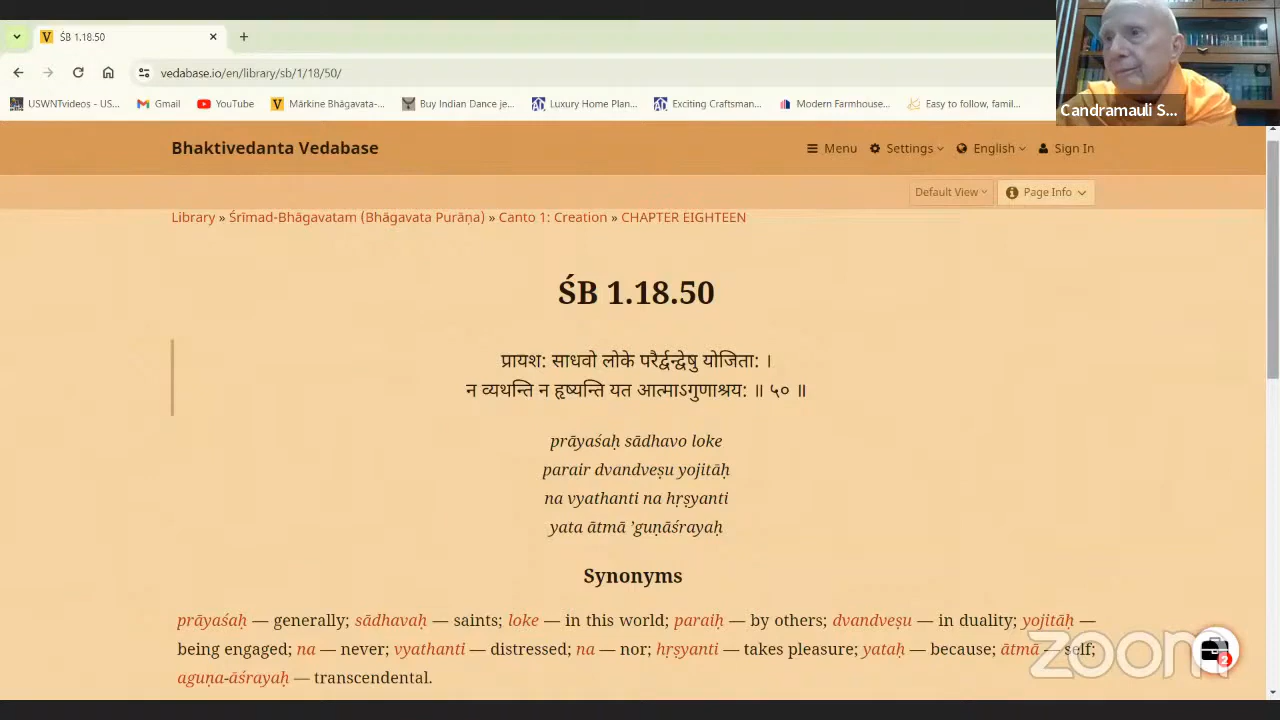 ŚB 1.18.50
vedabase.io/en/library/sb/1/18/50/
USWNTvideos - US... Gmail YouTube Mārkine Bhāgavata-... Buy Indian Dance je... Luxury Home Plan... Exciting Craftsman... Modern Farmhouse... Easy to follow, famil...
Candramauli S...
Bhaktivedanta Vedabase Menu Settings English Sign In
Default View Page Info
Library » Śrīmad-Bhāgavatam (Bhāgavata Purāṇa) » Canto 1: Creation » CHAPTER EIGHTEEN
ŚB 1.18.50
प्रायश: साधवो लोके परैर्द्वन्द्वेषु योजिता: ।
न व्यथन्ति न हृष्यन्ति यत आत्माऽगुणाश्रय: ॥ ५० ॥
prāyaśaḥ sādhavo loke
parair dvandveṣu yojitāḥ
na vyathanti na hṛṣyanti
yata ātmā ’guṇāśrayaḥ
Synonyms
prāyaśaḥ — generally; sādhavaḥ — saints; loke — in this world; paraiḥ — by others; dvandveṣu — in duality; yojitāḥ —
being engaged; na — never; vyathanti — distressed; na — nor; hṛṣyanti — takes pleasure; yataḥ — because; ātmā — self;
aguṇa-āśrayaḥ — transcendental.
zoom
2